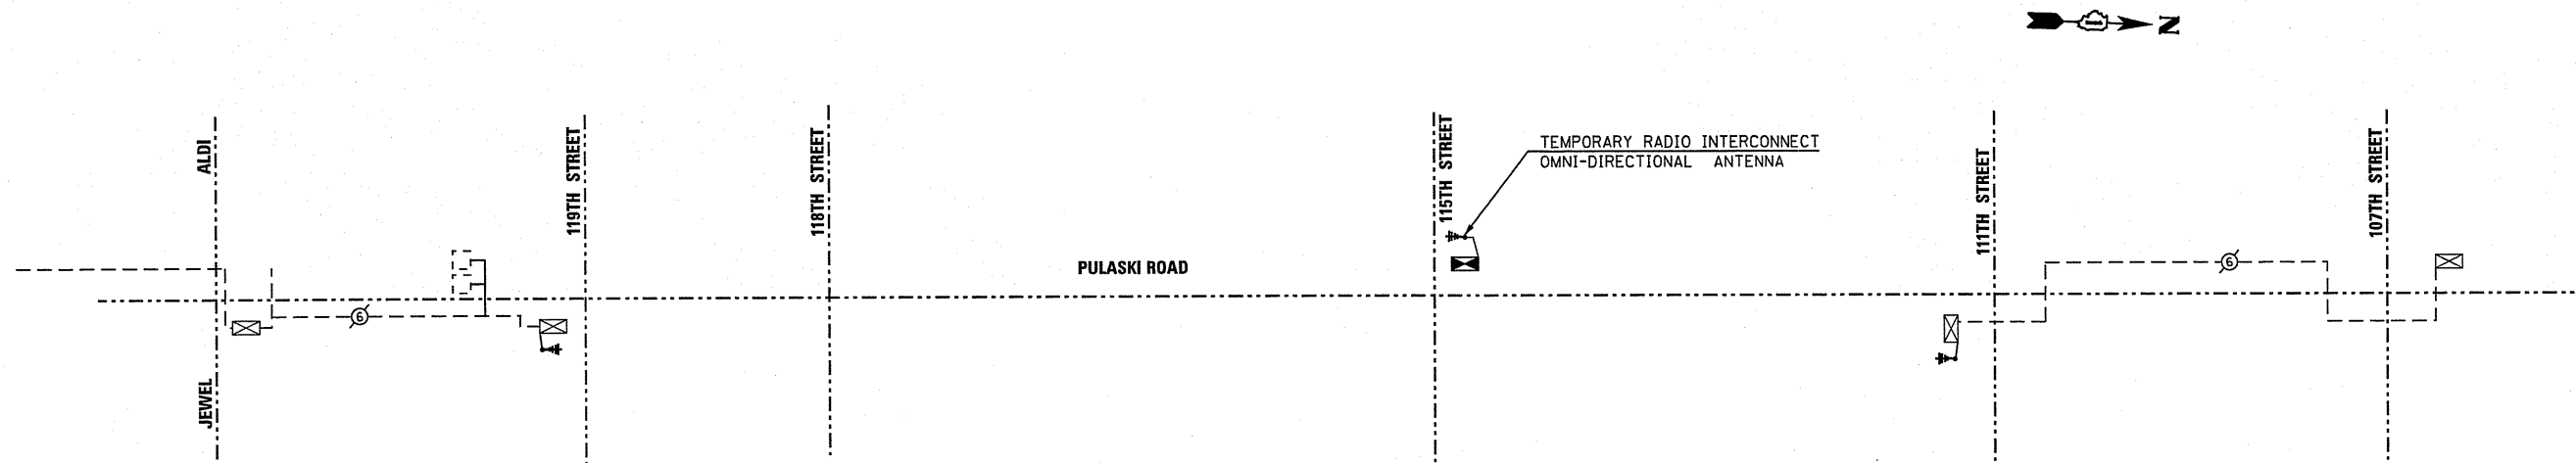 N
ALDI
JEWEL
119TH STREET
118TH STREET
PULASKI ROAD
115TH STREET
TEMPORARY RADIO INTERCONNECT
OMNI-DIRECTIONAL ANTENNA
111TH STREET
107TH STREET
6
6